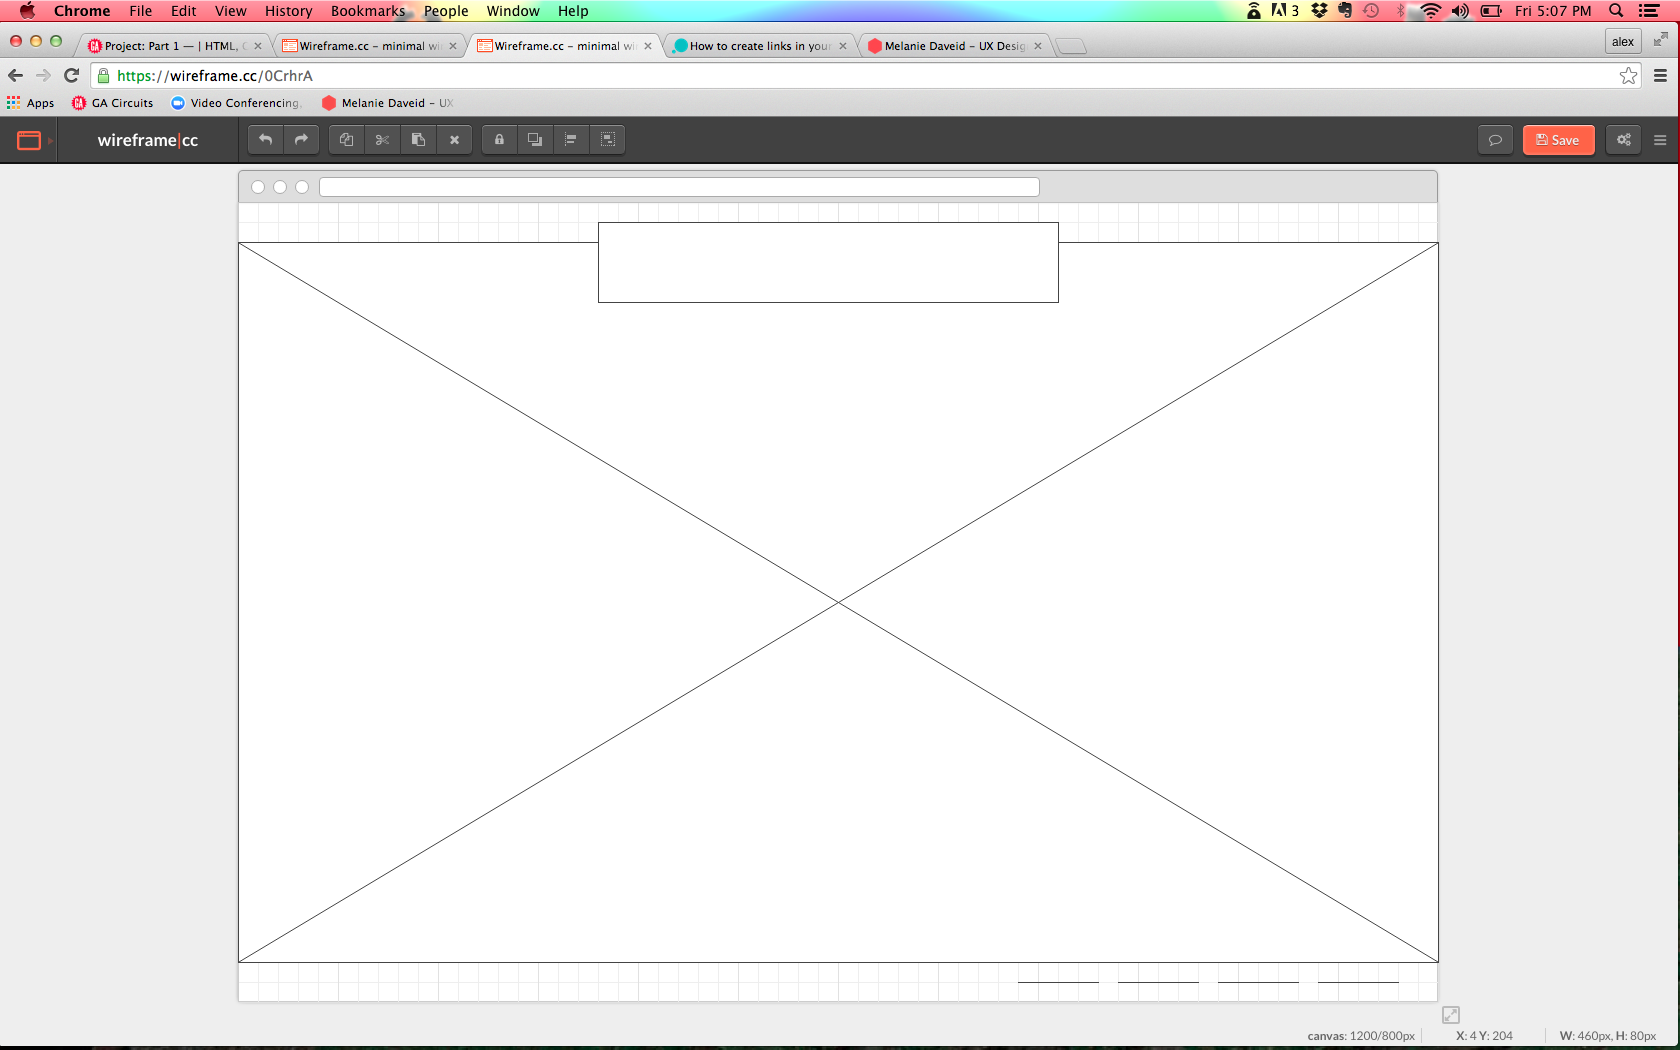 Chrome File Edit View History Bookmarks People Window Help 3 Fri 5:07 PM
GA Project: Part 1 — | HTML, C Wireframe.cc – minimal wi Wireframe.cc – minimal wi How to create links in your Melanie Daveid – UX Desig alex
https://wireframe.cc/0CrhrA
Apps GA GA Circuits Video Conferencing, Melanie Daveid – UX
wireframe|cc Save
canvas: 1200/800px X: 4 Y: 204 W: 460px, H: 80px